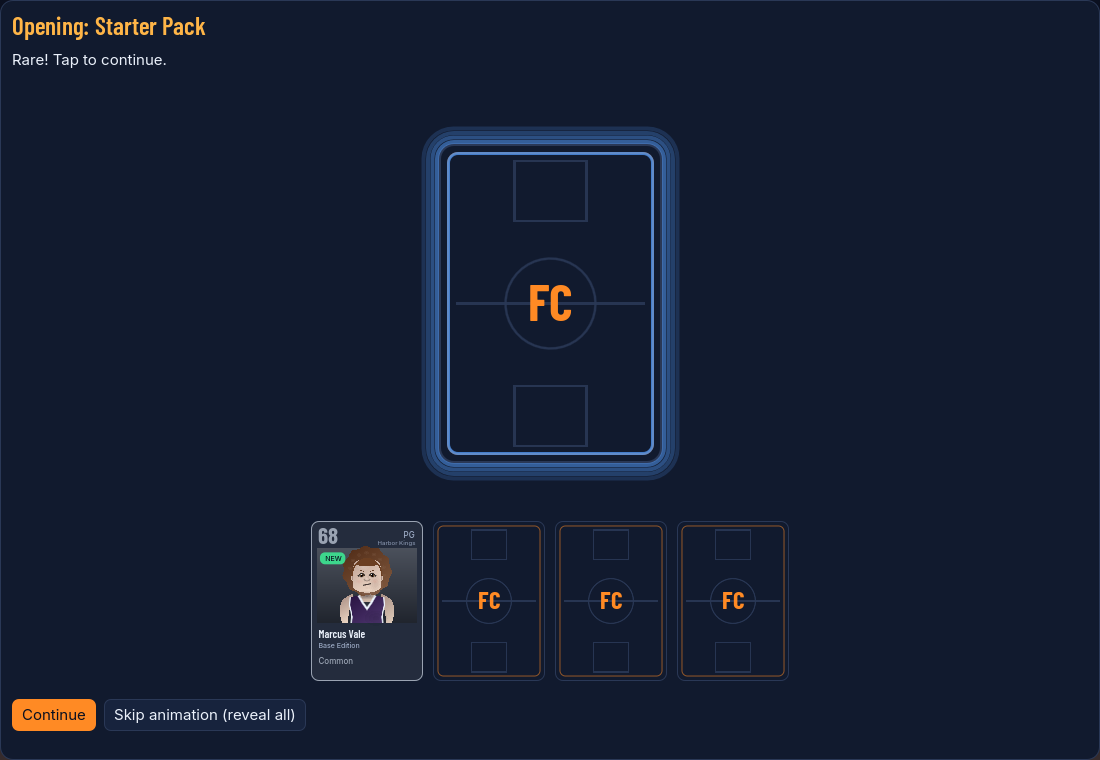 Opening: Starter Pack
Rare! Tap to continue.
FC
68
PG
Harbor Kings
NEW
Marcus Vale
Base Edition
Common
FC
FC
FC
Continue
Skip animation (reveal all)